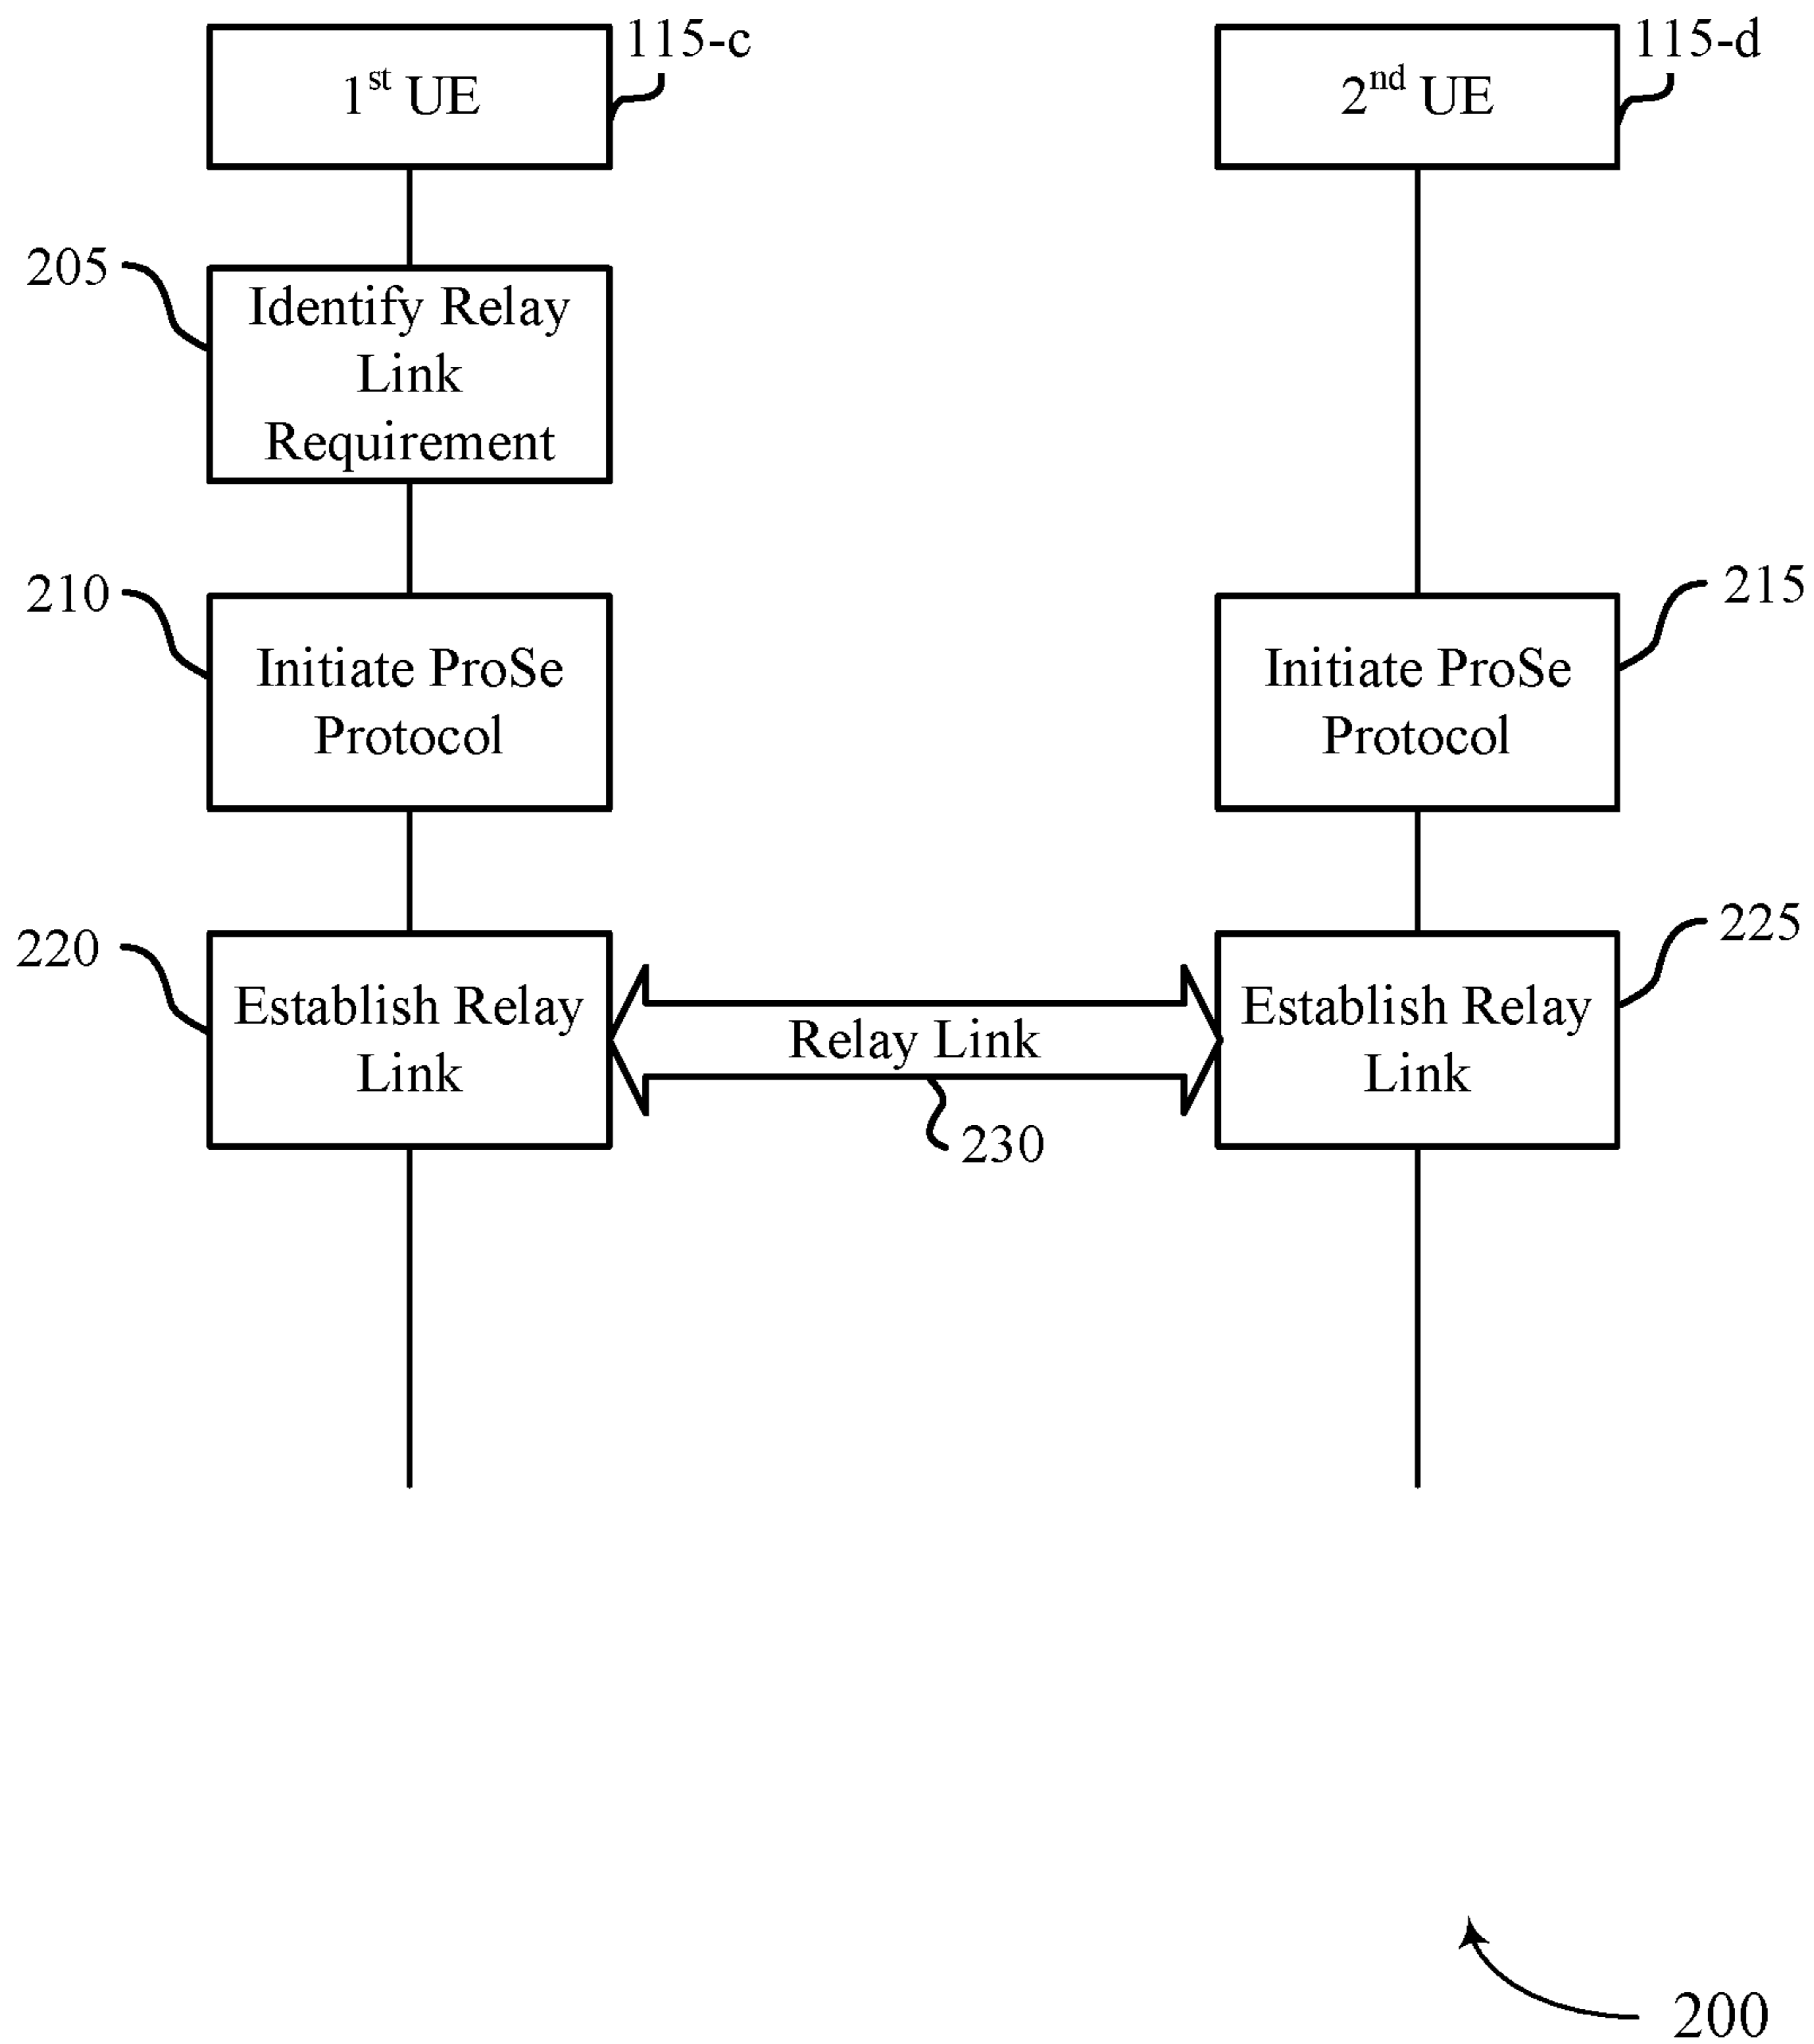 1st UE
115-c
2nd UE
115-d
205
Identify Relay
Link
Requirement
210
Initiate ProSe
Protocol
Initiate ProSe
Protocol
215
220
Establish Relay
Link
Relay Link
230
Establish Relay
Link
225
200